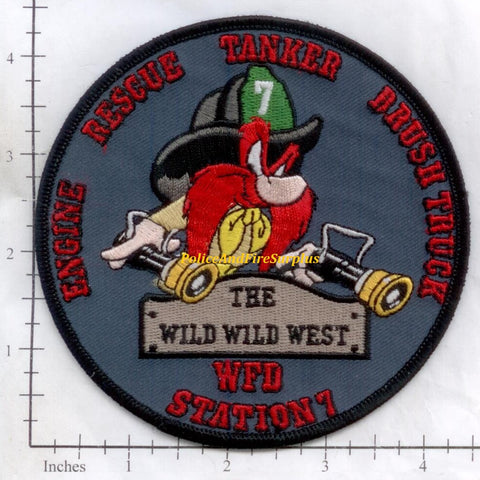 ENGINE RESCUE TANKER BRUSH TRUCK
7
PoliceAndFireSurplus
THE
WILD WILD WEST
WFD
STATION 7
4
3
2
1
Inches
1
2
3
4